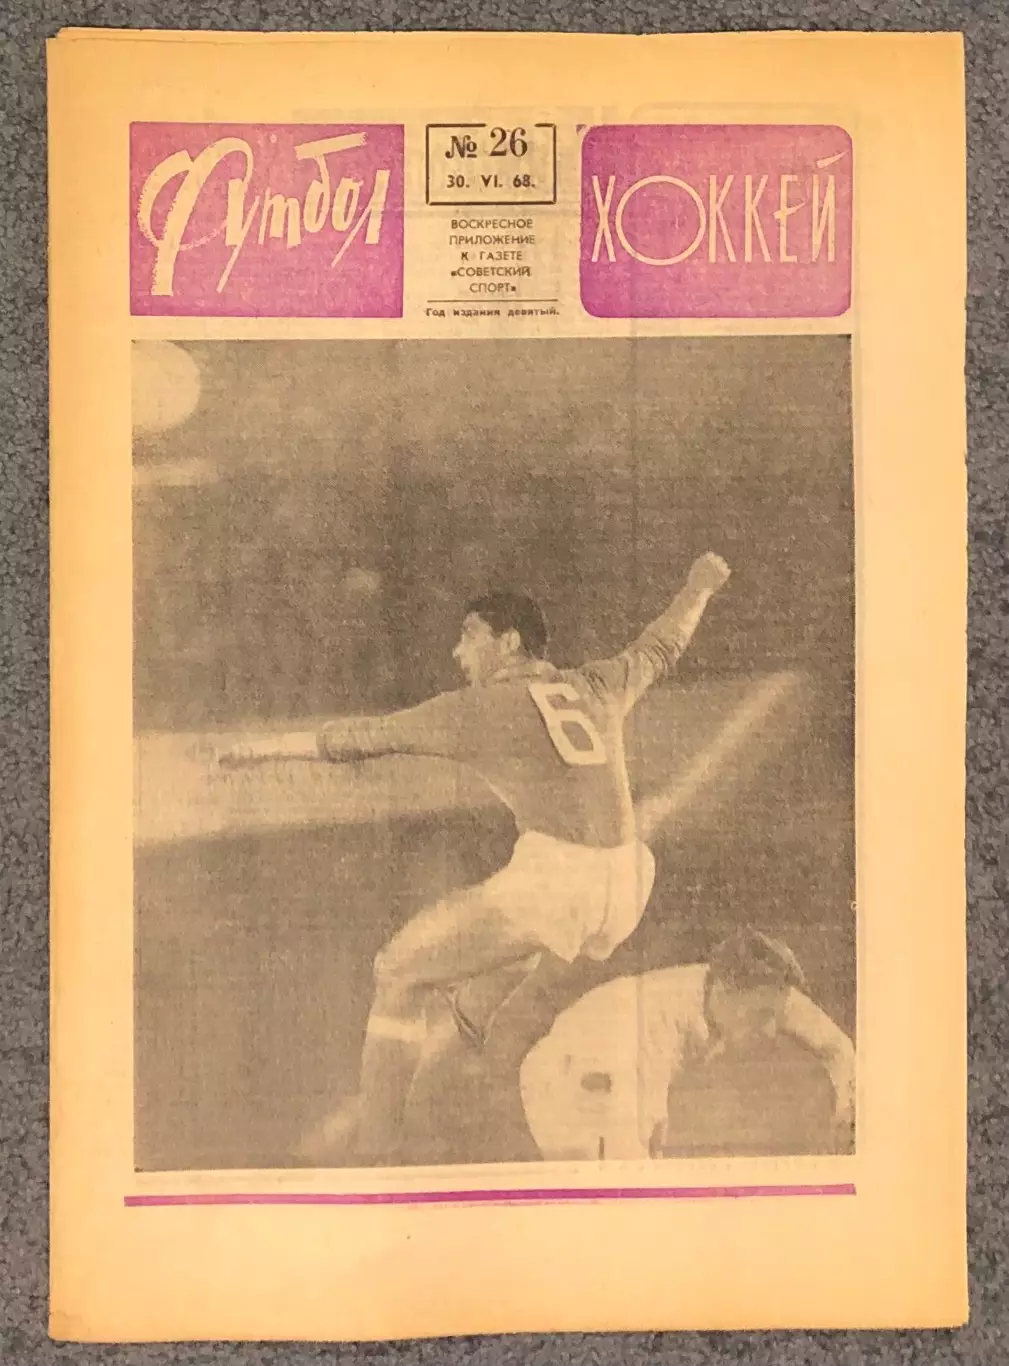 Футбол
№ 26
30. VI. 68.
ВОСКРЕСНОЕ
ПРИЛОЖЕНИЕ
К ГАЗЕТЕ
«СОВЕТСКИЙ
СПОРТ»
Год издания девятый.
ХОККЕЙ
6